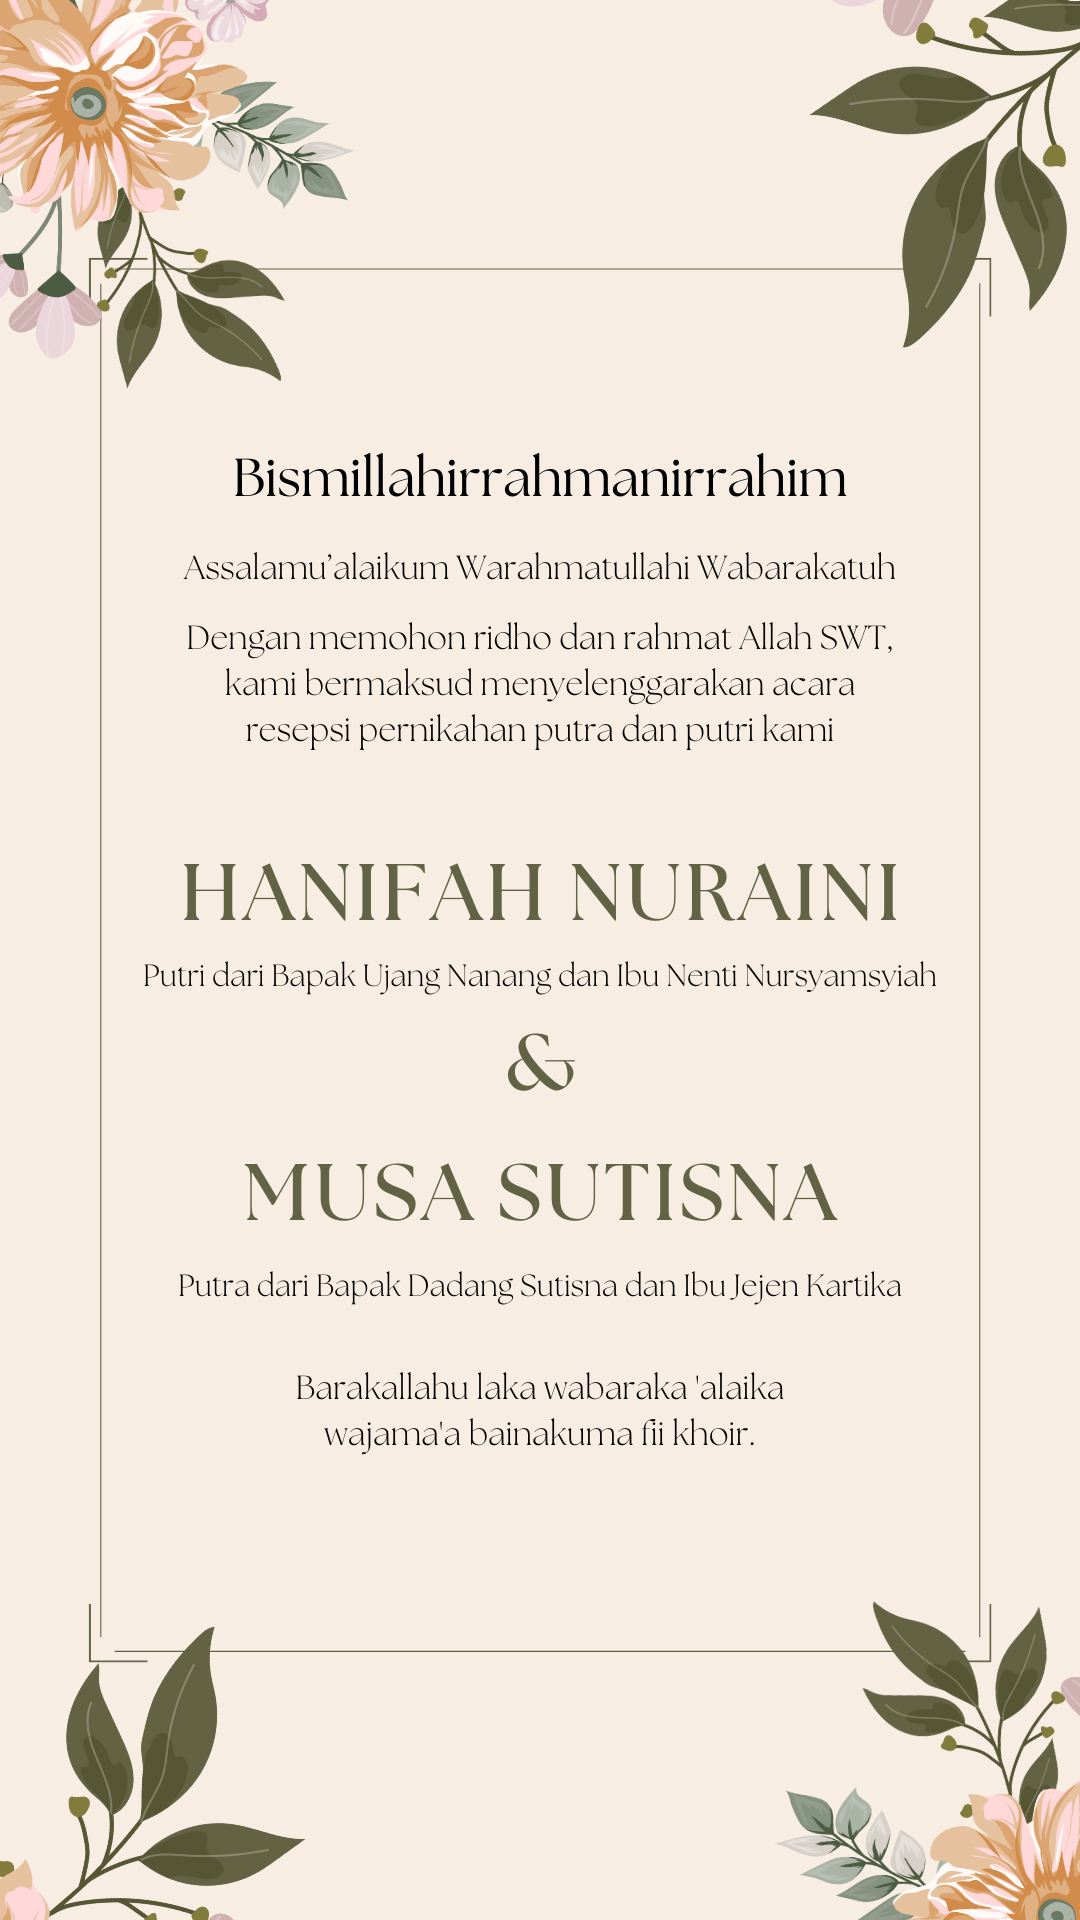 Bismillahirrahmanirrahim
Assalamu’alaikum Warahmatullahi Wabarakatuh
Dengan memohon ridho dan rahmat Allah SWT,
kami bermaksud menyelenggarakan acara
resepsi pernikahan putra dan putri kami
HANIFAH NURAINI
Putri dari Bapak Ujang Nanang dan Ibu Nenti Nursyamsyiah
&
MUSA SUTISNA
Putra dari Bapak Dadang Sutisna dan Ibu Jejen Kartika
Barakallahu laka wabaraka 'alaika
wajama'a bainakuma fii khoir.